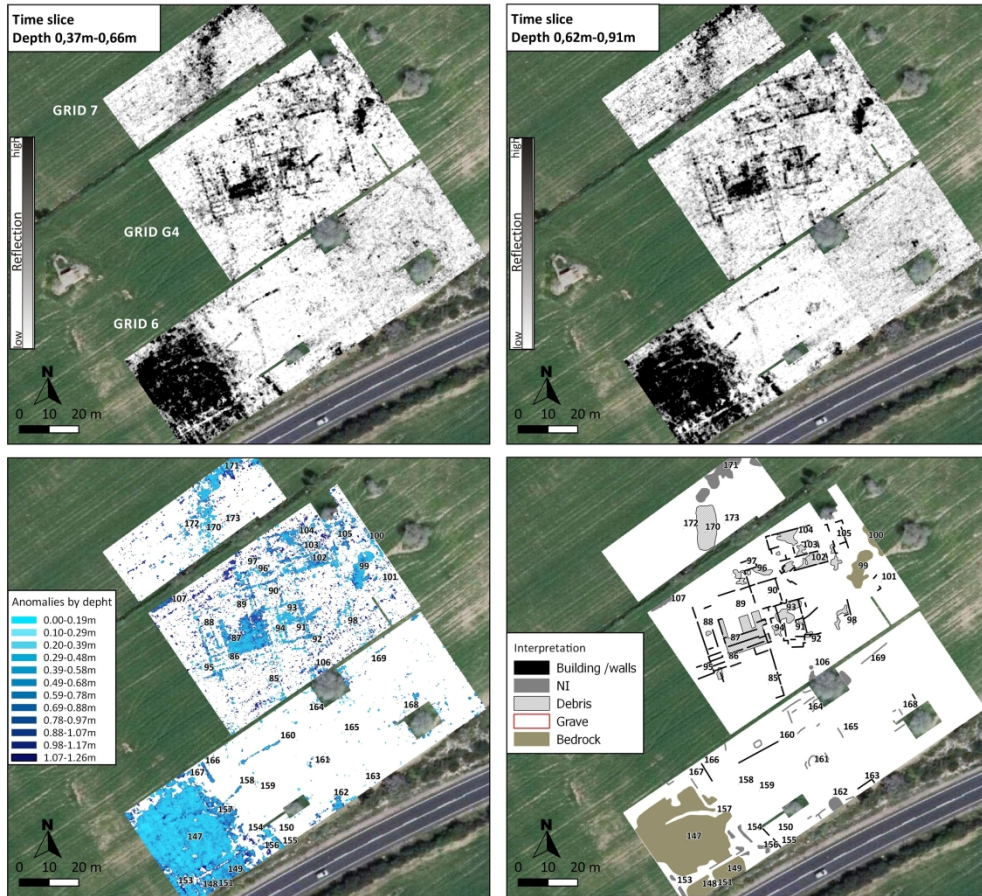 Time slice
Depth 0,37m-0,66m
GRID 7
high
Reflection
low
GRID G4
GRID 6
N
0 10 20 m
Time slice
Depth 0,62m-0,91m
high
Reflection
low
N
0 10 20 m
171
172 170 173
104
105
103
100
102
97
96
99
101
90
107
89
93
88
98
91
94
87
92
86
95
106
169
85
164
168
165
160
161
166
167
163
158
159
162
157
147
154
150
155
156
149
153
148 151
Anomalies by depht
0.00-0.19m
0.10-0.29m
0.20-0.39m
0.29-0.48m
0.39-0.58m
0.49-0.68m
0.59-0.78m
0.69-0.88m
0.78-0.97m
0.88-1.07m
0.98-1.17m
1.07-1.26m
N
0 10 20 m
171
172 170 173
104
105
103
100
102
97
96
99
101
90
107
89
93
88
98
91
94
87
92
86
95
106
169
85
164
168
165
160
161
166
167
163
158
159
162
157
147
154
150
155
156
149
153
148 151
Interpretation
Building /walls
NI
Debris
Grave
Bedrock
N
0 10 20 m